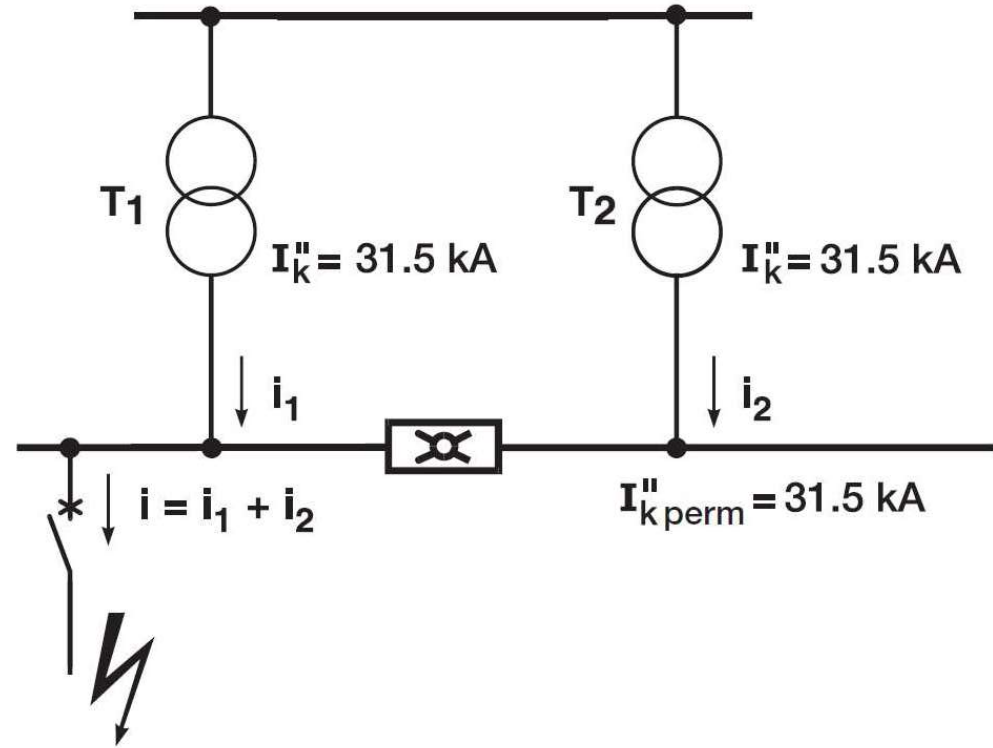 T1
I"k = 31.5 kA
T2
I"k = 31.5 kA
i1
i2
i = i1 + i2
I"k perm = 31.5 kA